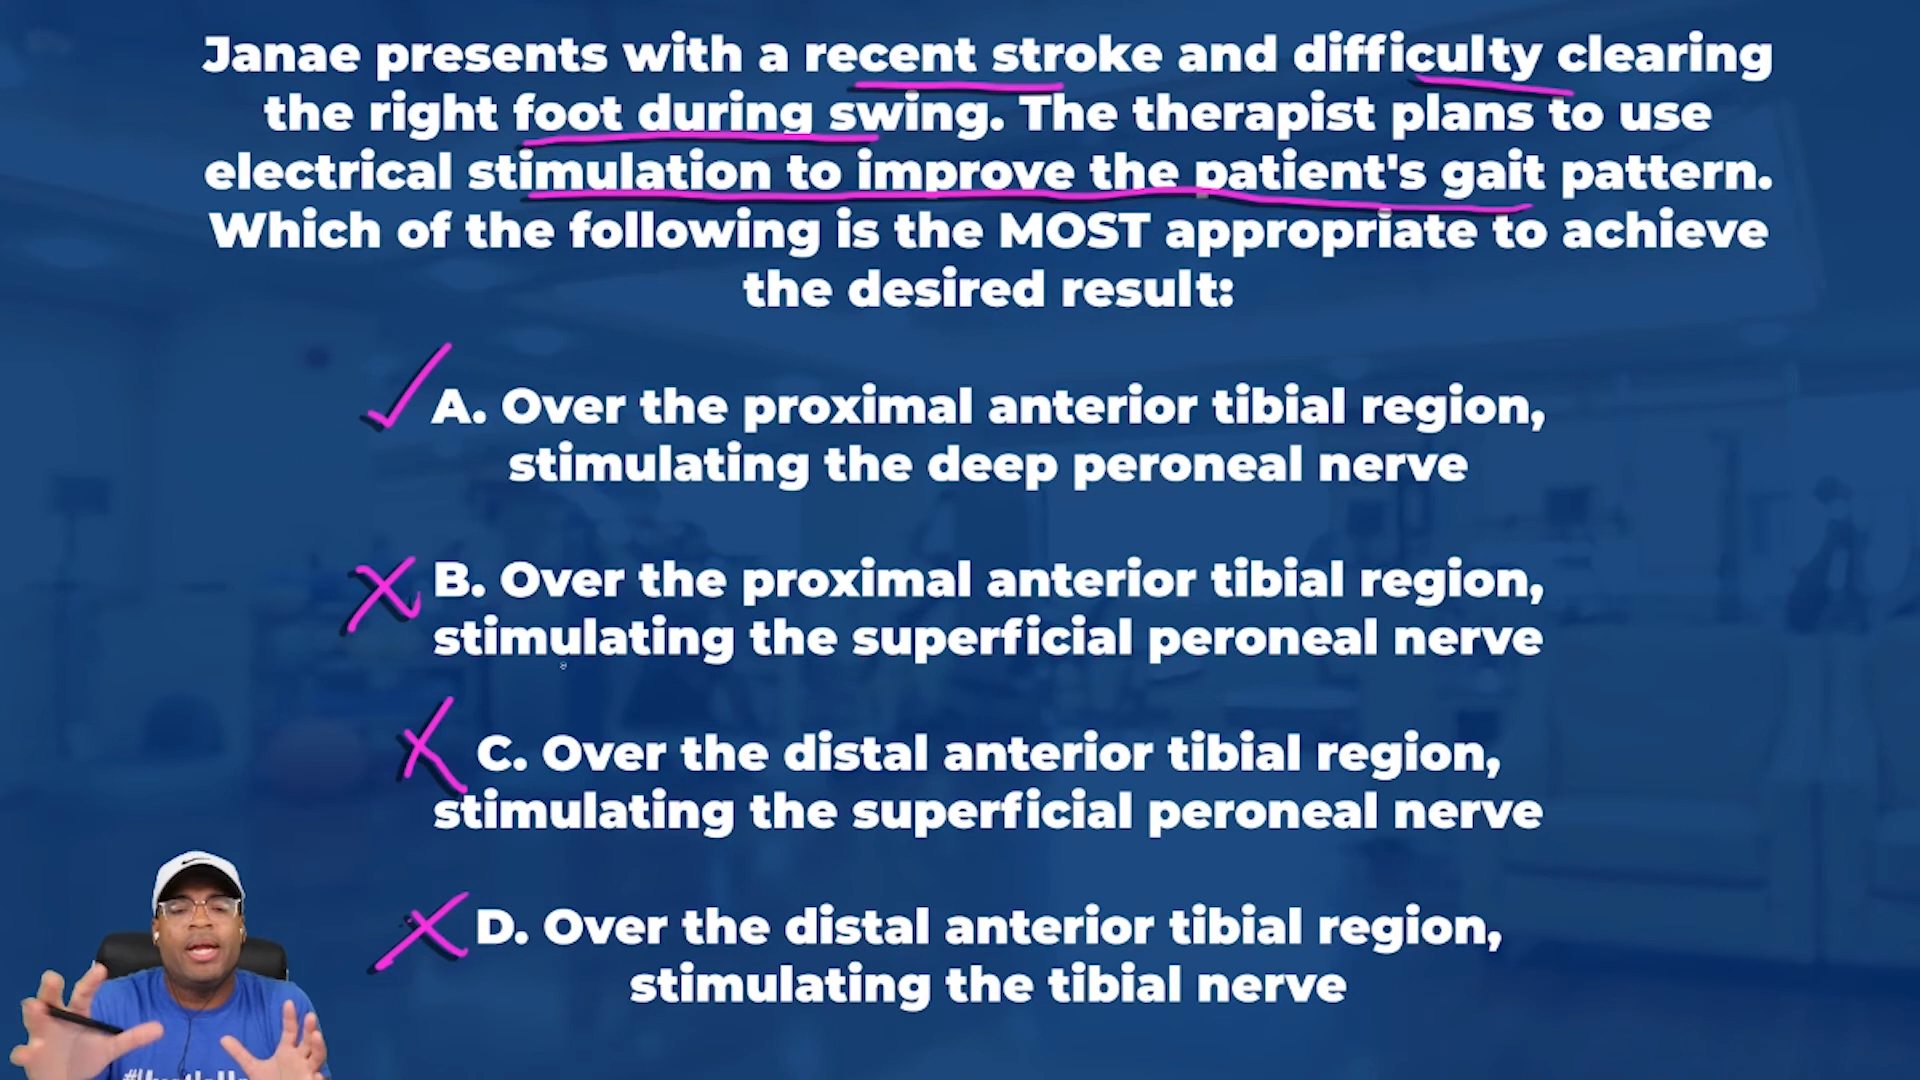 Janae presents with a recent stroke and difficulty clearing
the right foot during swing. The therapist plans to use
electrical stimulation to improve the patient's gait pattern.
Which of the following is the MOST appropriate to achieve
the desired result:
A. Over the proximal anterior tibial region,
stimulating the deep peroneal nerve
B. Over the proximal anterior tibial region,
stimulating the superficial peroneal nerve
C. Over the distal anterior tibial region,
stimulating the superficial peroneal nerve
D. Over the distal anterior tibial region,
stimulating the tibial nerve